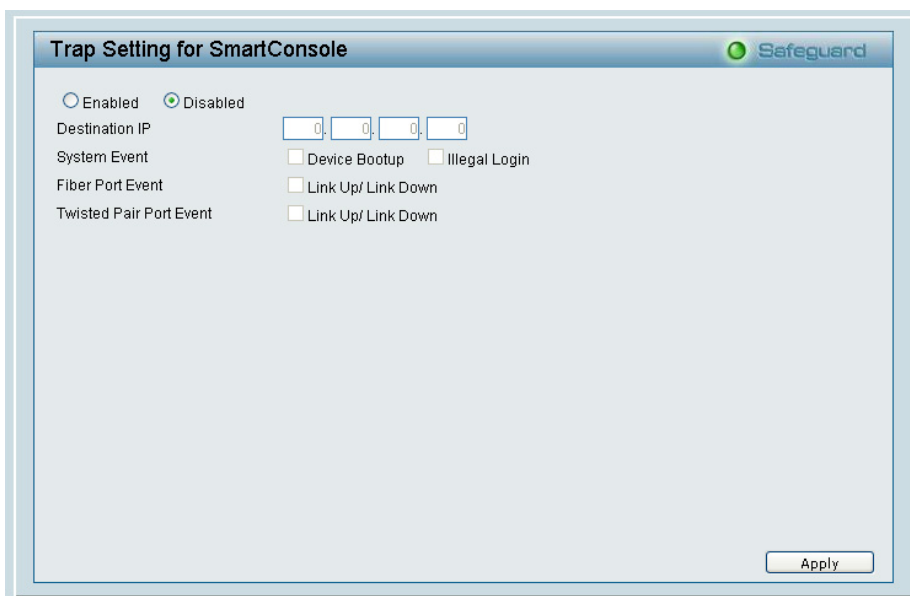 Trap Setting for SmartConsole Safeguard
Enabled Disabled
Destination IP 0. 0. 0. 0
System Event Device Bootup Illegal Login
Fiber Port Event Link Up/ Link Down
Twisted Pair Port Event Link Up/ Link Down
Apply